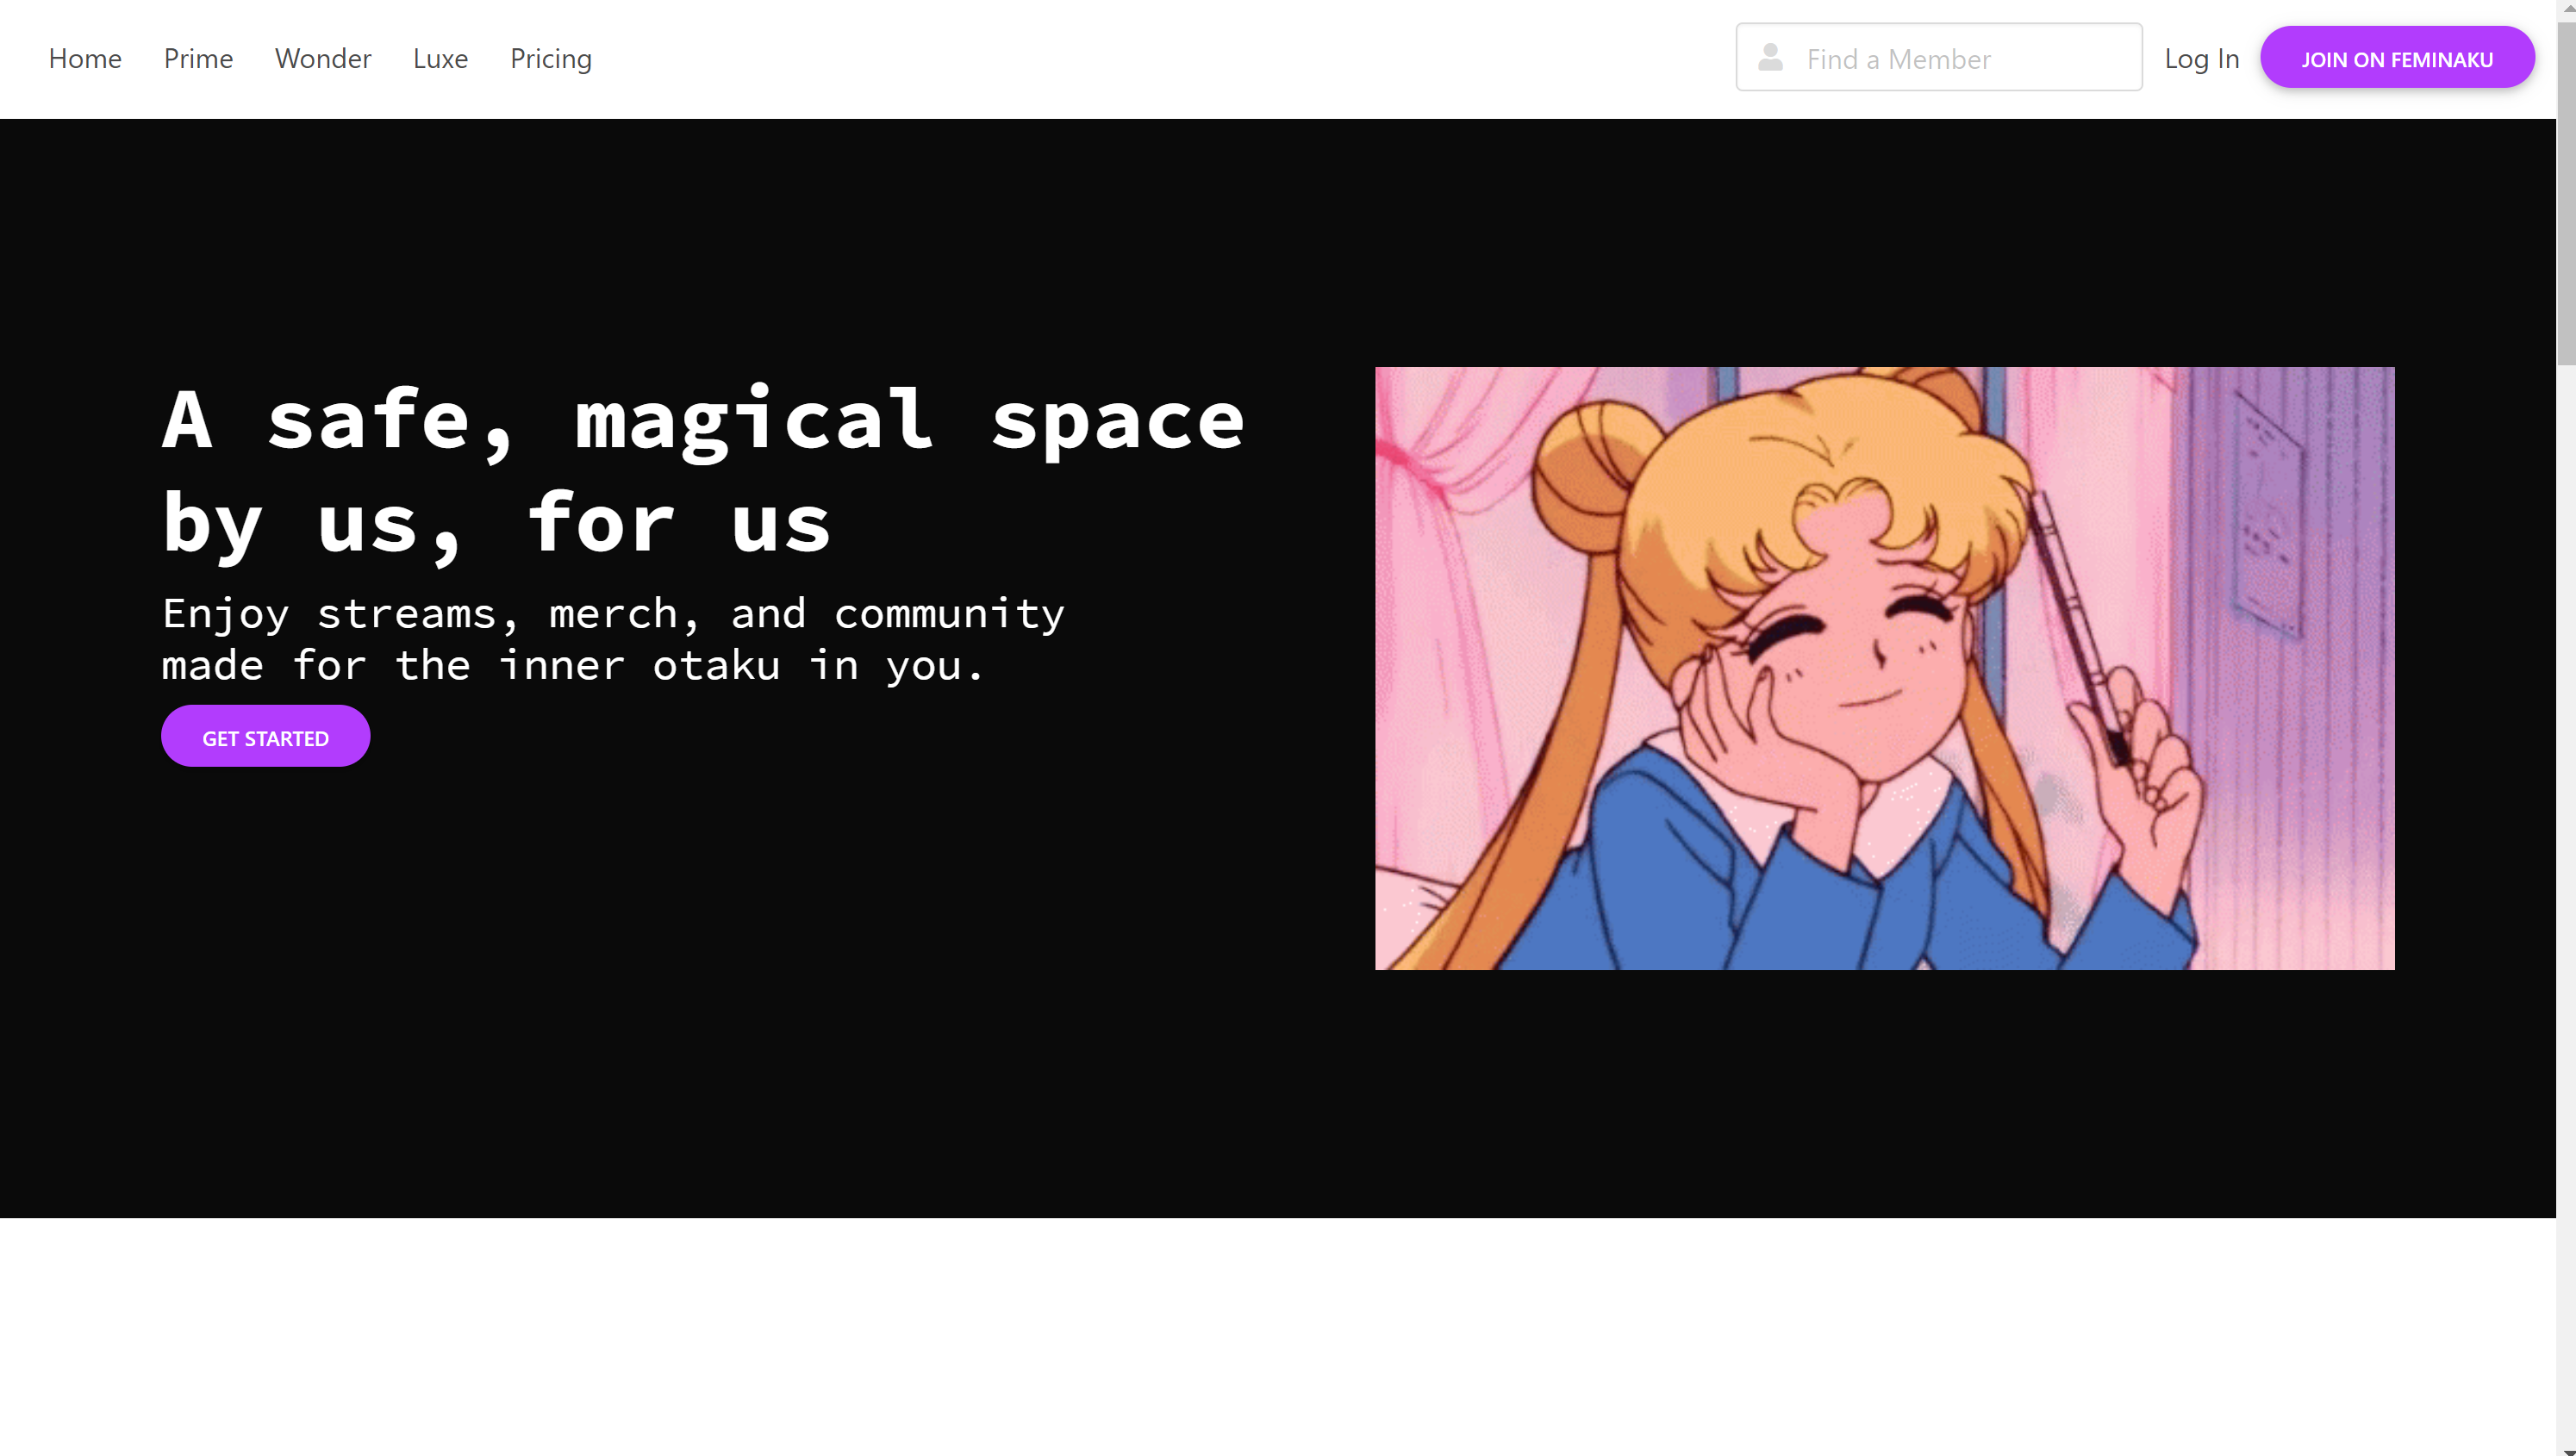 Home Prime Wonder Luxe Pricing Find a Member Log In JOIN ON FEMINAKU
A safe, magical space
by us, for us
Enjoy streams, merch, and community
made for the inner otaku in you.
GET STARTED